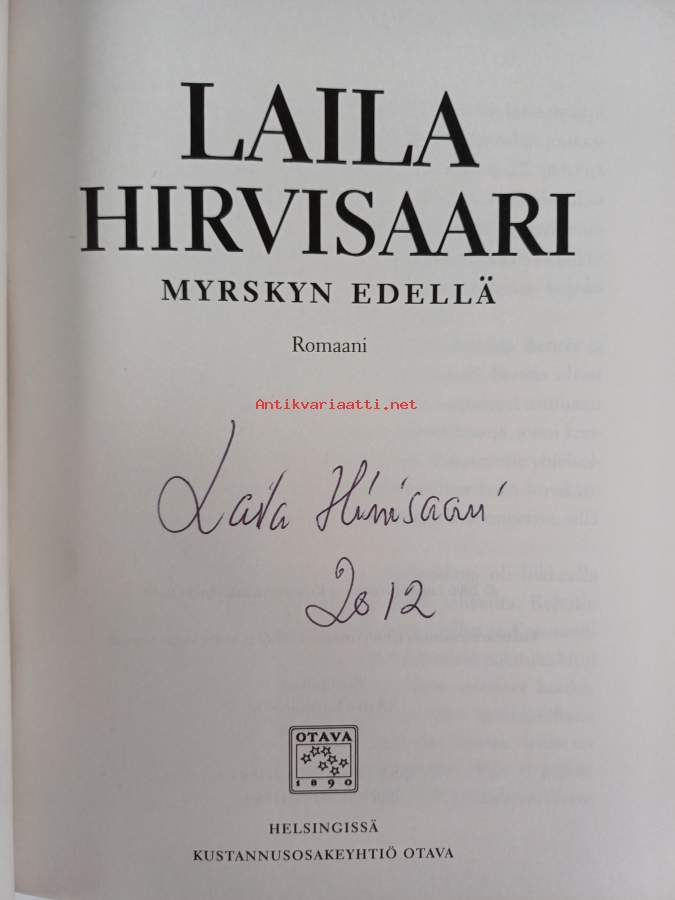 LAILA
HIRVISAARI
MYRSKYN EDELLÄ
Romaani
Antikvariaatti.net
Laila Hirvisaari
2012
OTAVA
1890
HELSINGISSÄ
KUSTANNUSOSAKEYHTIÖ OTAVA